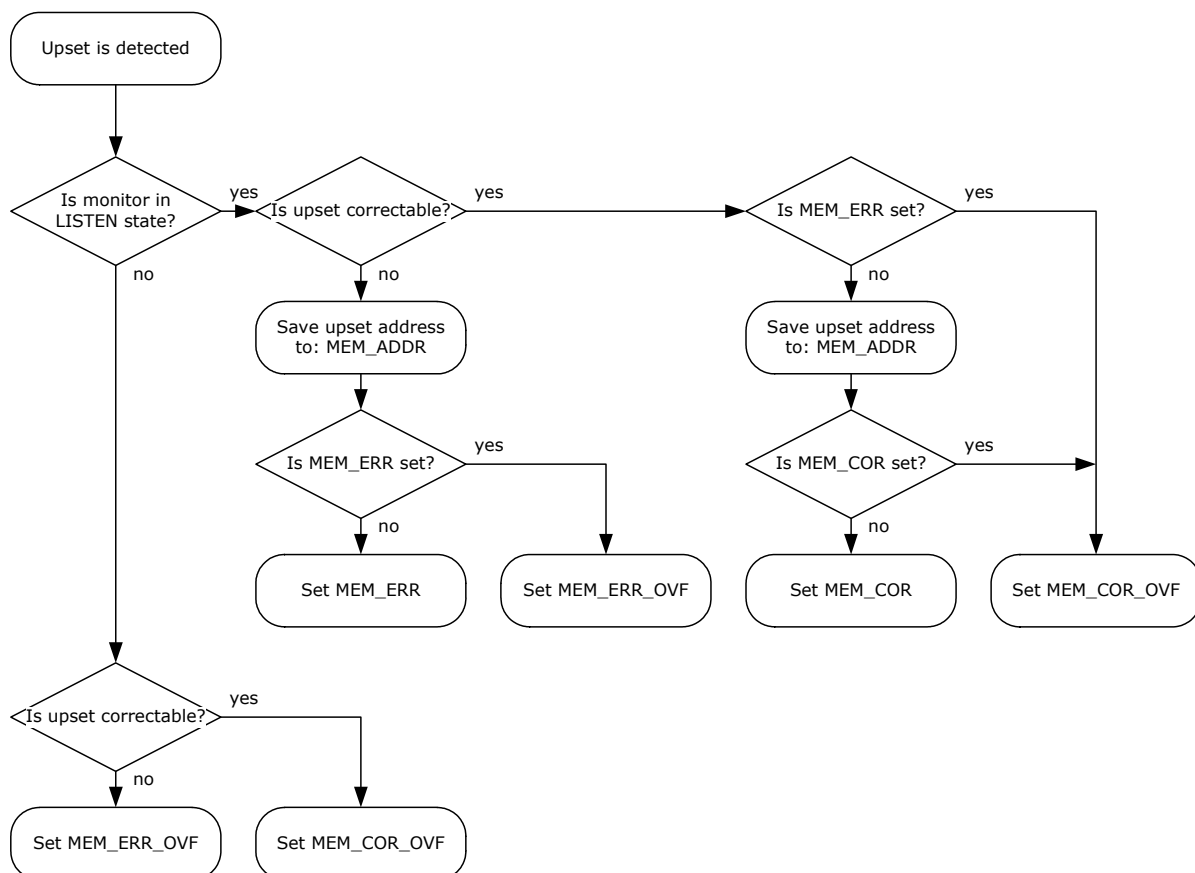 Upset is detected
Is monitor in
LISTEN state?
yes
no
Is upset correctable?
yes
no
Is MEM_ERR set?
yes
no
Save upset address
to: MEM_ADDR
Save upset address
to: MEM_ADDR
Is MEM_ERR set?
yes
no
Is MEM_COR set?
yes
no
Set MEM_ERR
Set MEM_ERR_OVF
Set MEM_COR
Set MEM_COR_OVF
Is upset correctable?
yes
no
Set MEM_ERR_OVF
Set MEM_COR_OVF